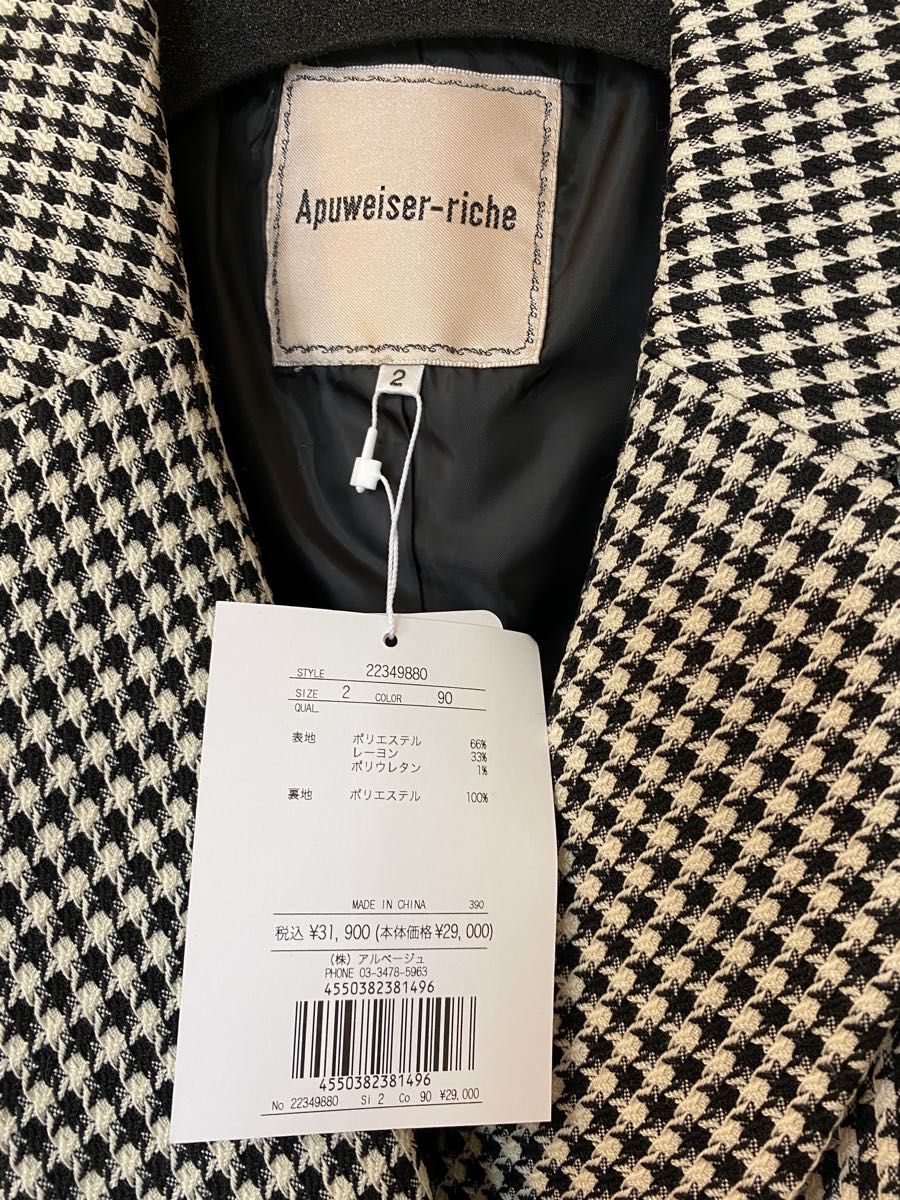 Apuweiser-riche
2
STYLE 22349880
SIZE 2 COLOR 90
QUAL
表地 ポリエステル 66%
レーヨン 33%
ポリウレタン 1%
裏地 ポリエステル 100%
MADE IN CHINA 390
税込 ¥31,900 (本体価格¥29,000)
(株) アルページュ
PHONE 03-3478-5963
4550382381496
4550382381496
No 22349880 Si 2 Co 90 ¥29,000